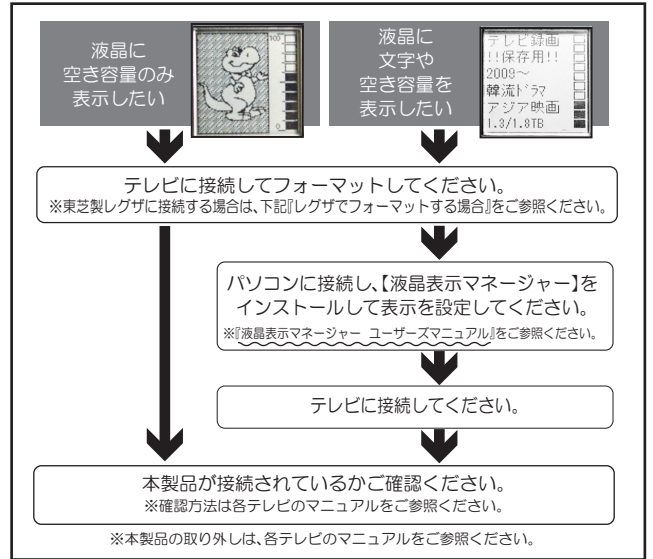 液晶に
空き容量のみ
表示したい
100
0
液晶に
文字や
空き容量を
表示したい
テレビ録画
!!保存用!!
2009～
韓流ドラマ
アジア映画
1.3/1.8TB
テレビに接続してフォーマットしてください。
※東芝製レグザに接続する場合は、下記『レグザでフォーマットする場合』をご参照ください。
パソコンに接続し、【液晶表示マネージャー】を
インストールして表示を設定してください。
※『液晶表示マネージャー ユーザーズマニュアル』をご参照ください。
テレビに接続してください。
本製品が接続されているかご確認ください。
※確認方法は各テレビのマニュアルをご参照ください。
※本製品の取り外しは、各テレビのマニュアルをご参照ください。